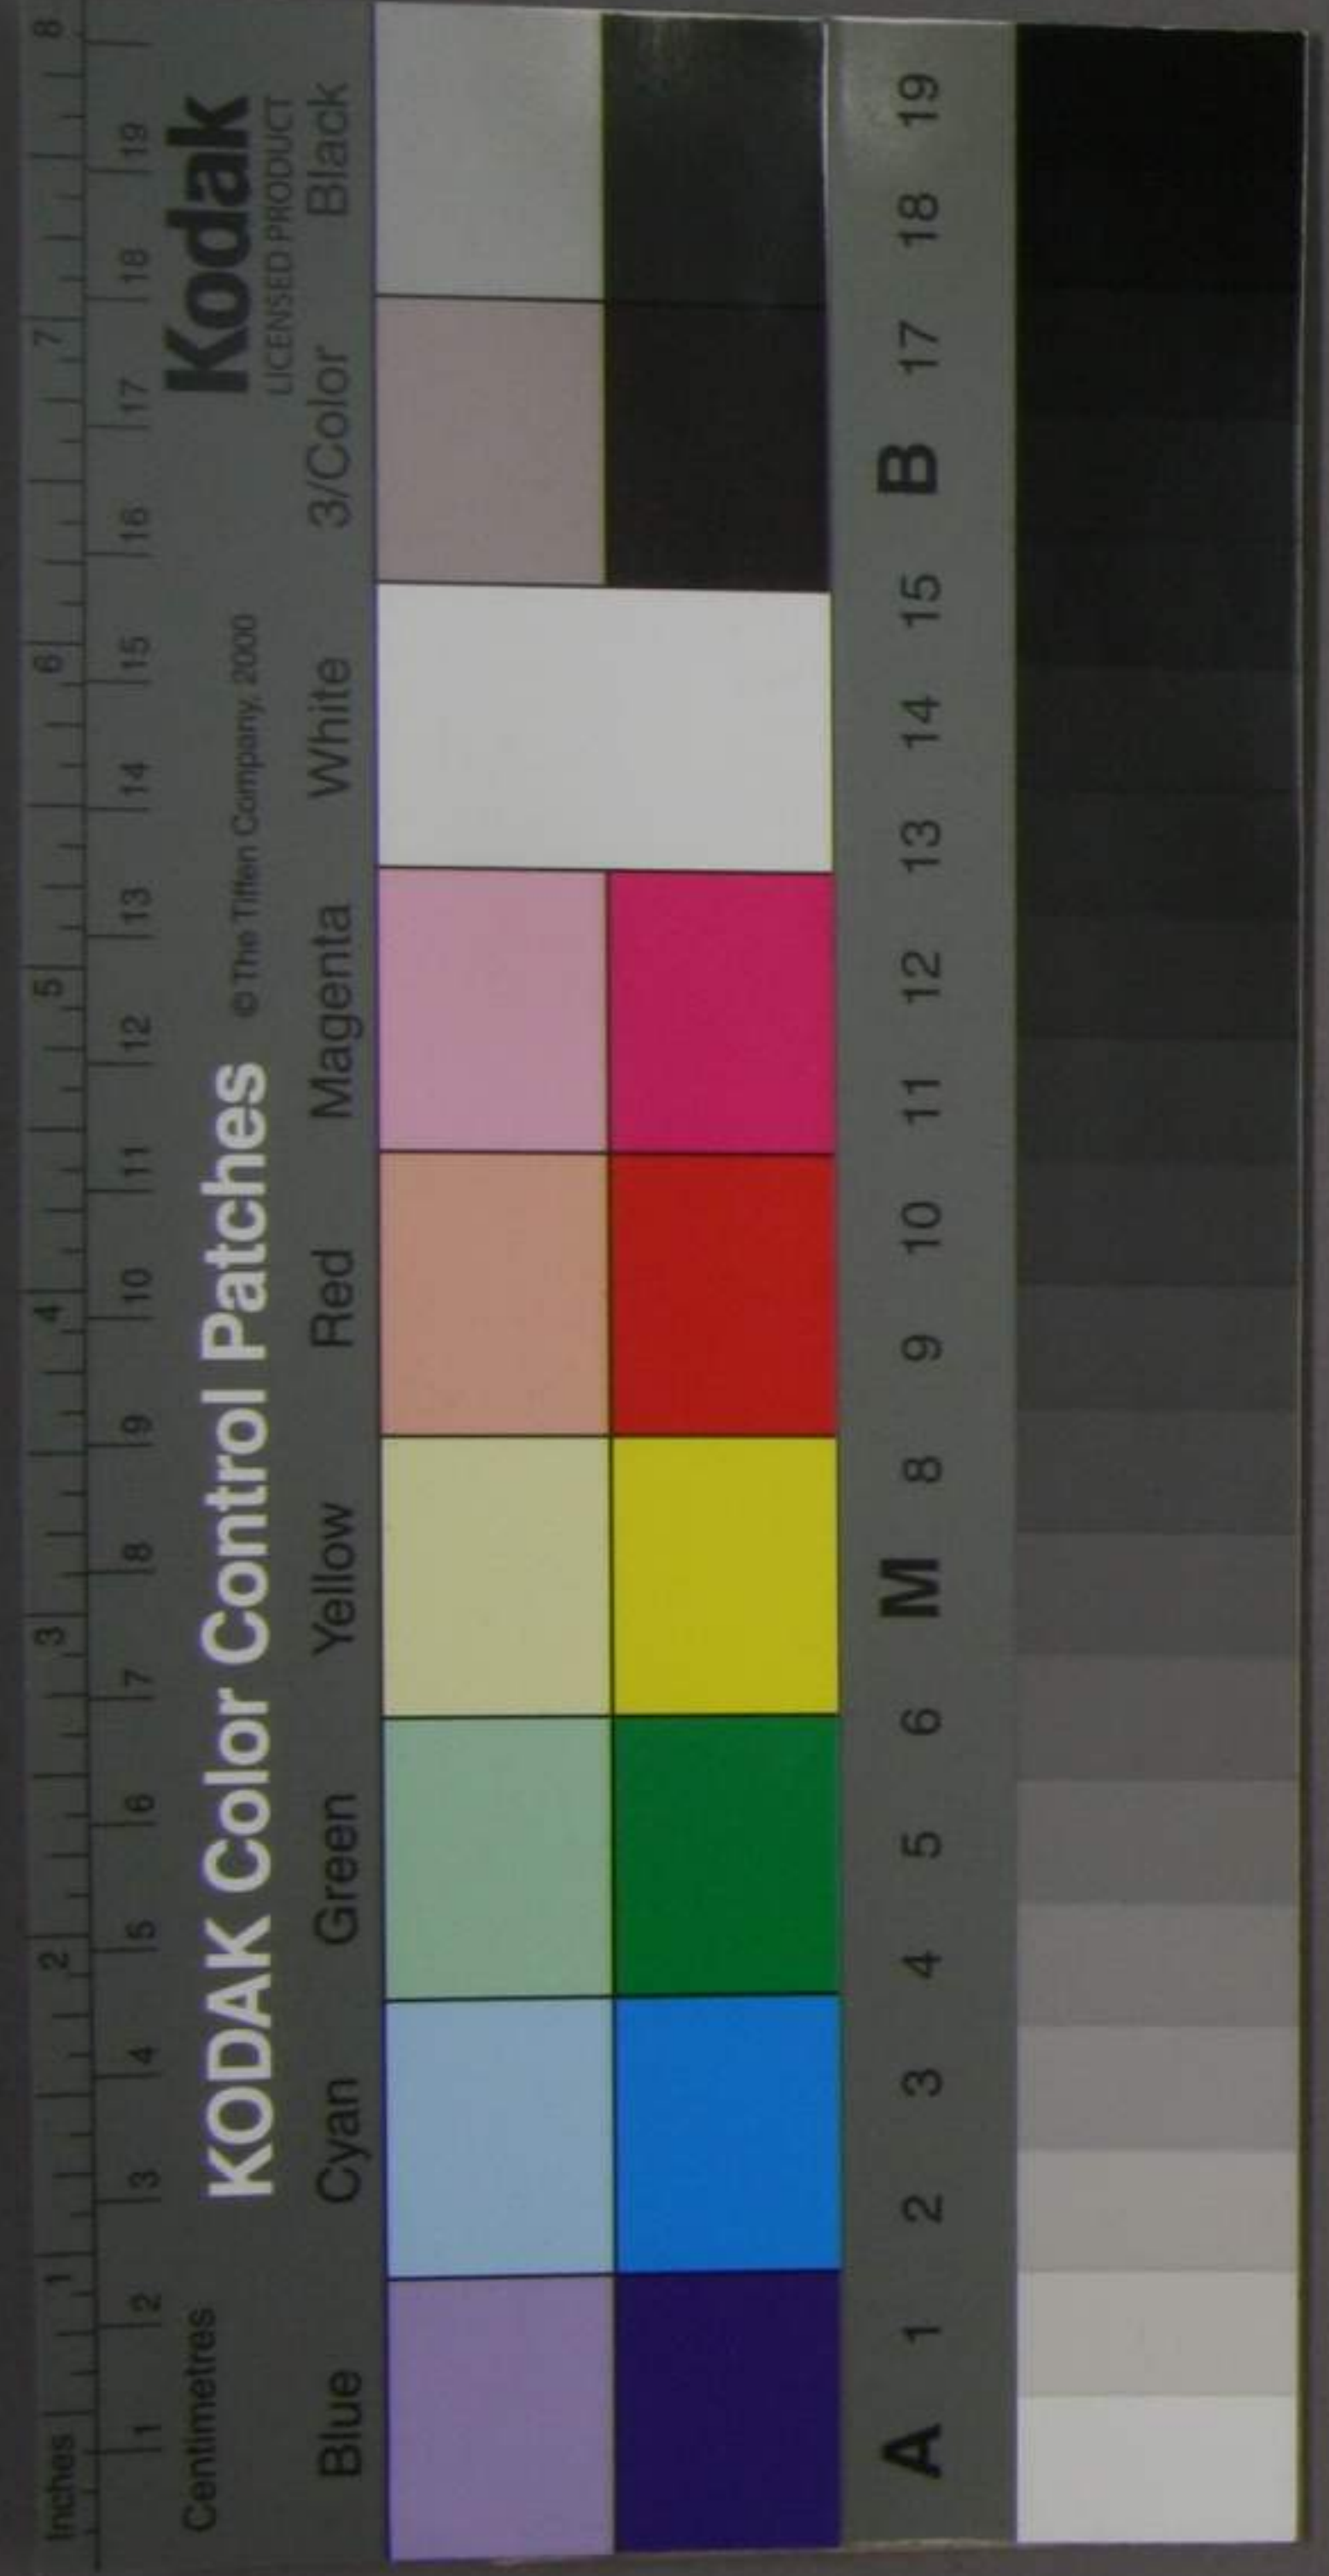 Inches 1 2 3 4 5 6 7 8
Centimetres 1 2 3 4 5 6 7 8 9 10 11 12 13 14 15 16 17 18 19
KODAK Color Control Patches © The Tiffen Company, 2000
Kodak
LICENSED PRODUCT
Blue Cyan Green Yellow Red Magenta White 3/Color Black
A 1 2 3 4 5 6 M 8 9 10 11 12 13 14 15 B 17 18 19